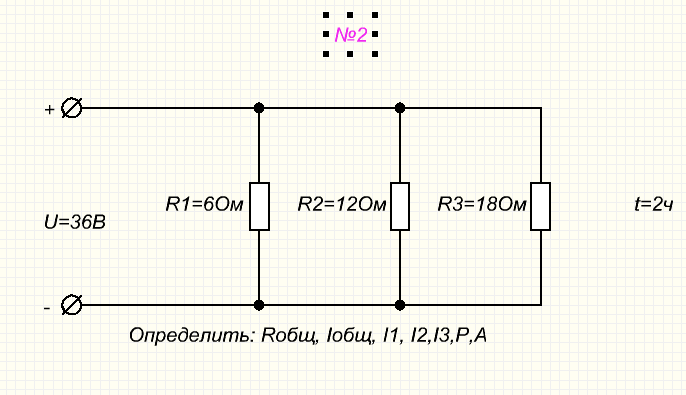 №2
+
R1=6Ом R2=12Ом R3=18Ом t=2ч
U=36В
-
Определить: Rобщ, Iобщ, I1, I2,I3,P,A